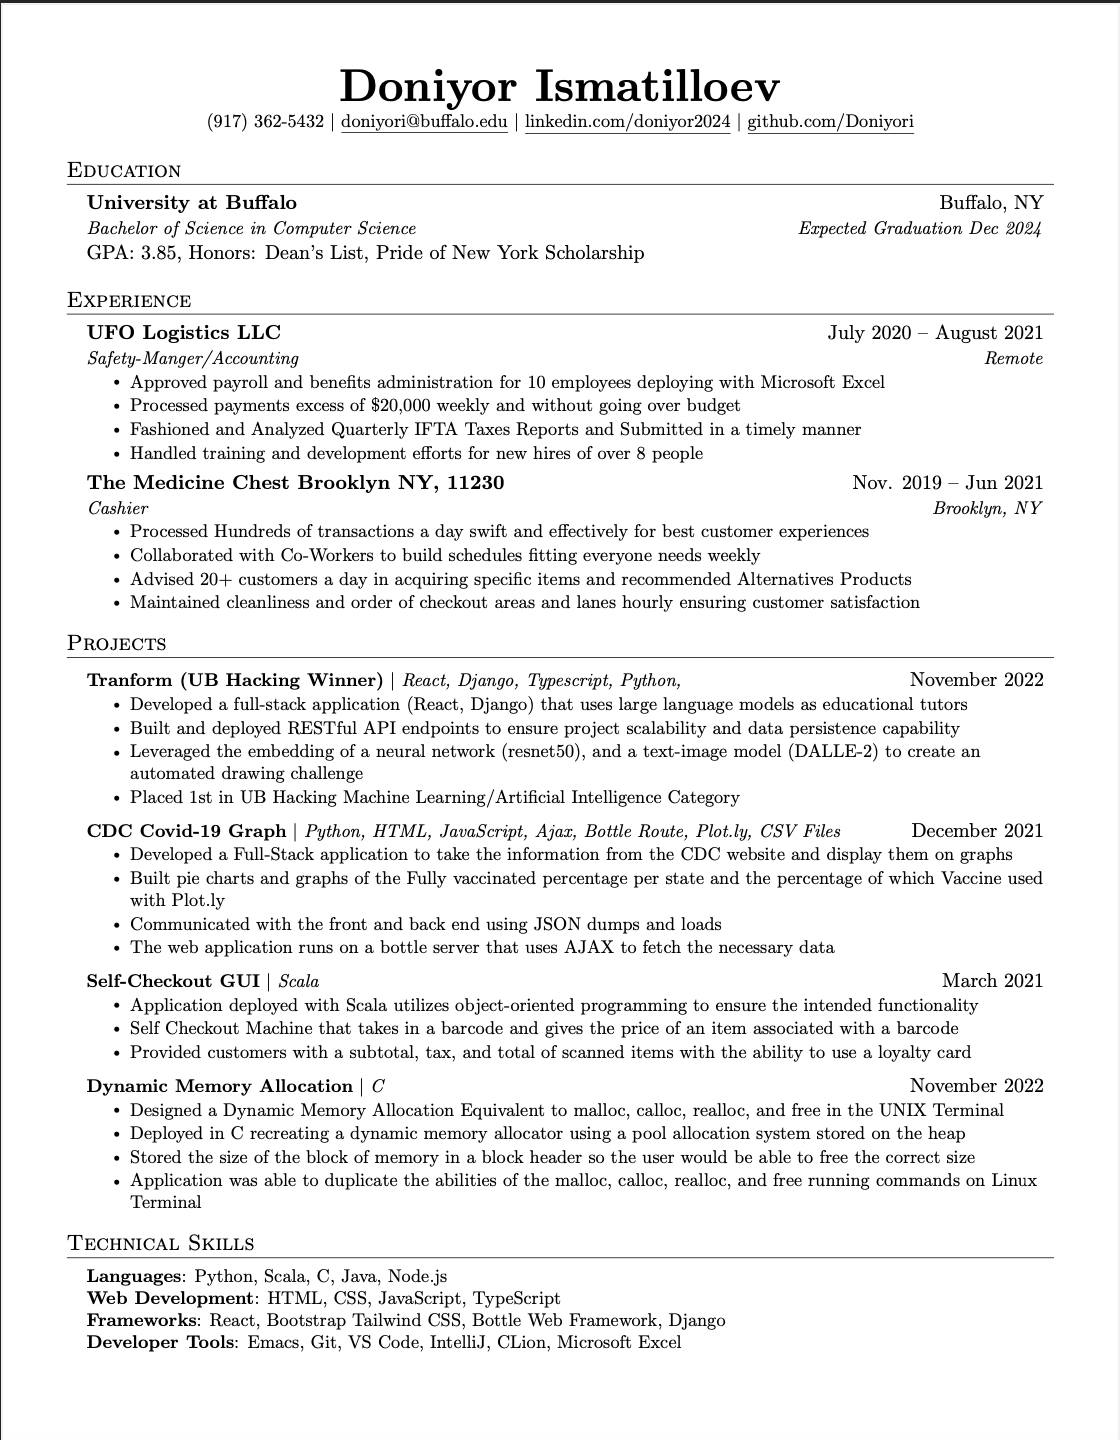 Doniyor Ismatilloev
(917) 362-5432 | doniyori@buffalo.edu | linkedin.com/doniyor2024 | github.com/Doniyori
Education
University at Buffalo Buffalo, NY
Bachelor of Science in Computer Science Expected Graduation Dec 2024
GPA: 3.85, Honors: Dean's List, Pride of New York Scholarship
Experience
UFO Logistics LLC July 2020 – August 2021
Safety-Manger/Accounting Remote
• Approved payroll and benefits administration for 10 employees deploying with Microsoft Excel
• Processed payments excess of $20,000 weekly and without going over budget
• Fashioned and Analyzed Quarterly IFTA Taxes Reports and Submitted in a timely manner
• Handled training and development efforts for new hires of over 8 people
The Medicine Chest Brooklyn NY, 11230 Nov. 2019 – Jun 2021
Cashier Brooklyn, NY
• Processed Hundreds of transactions a day swift and effectively for best customer experiences
• Collaborated with Co-Workers to build schedules fitting everyone needs weekly
• Advised 20+ customers a day in acquiring specific items and recommended Alternatives Products
• Maintained cleanliness and order of checkout areas and lanes hourly ensuring customer satisfaction
Projects
Tranform (UB Hacking Winner) | React, Django, Typescript, Python, November 2022
• Developed a full-stack application (React, Django) that uses large language models as educational tutors
• Built and deployed RESTful API endpoints to ensure project scalability and data persistence capability
• Leveraged the embedding of a neural network (resnet50), and a text-image model (DALLE-2) to create an
automated drawing challenge
• Placed 1st in UB Hacking Machine Learning/Artificial Intelligence Category
CDC Covid-19 Graph | Python, HTML, JavaScript, Ajax, Bottle Route, Plot.ly, CSV Files December 2021
• Developed a Full-Stack application to take the information from the CDC website and display them on graphs
• Built pie charts and graphs of the Fully vaccinated percentage per state and the percentage of which Vaccine used
with Plot.ly
• Communicated with the front and back end using JSON dumps and loads
• The web application runs on a bottle server that uses AJAX to fetch the necessary data
Self-Checkout GUI | Scala March 2021
• Application deployed with Scala utilizes object-oriented programming to ensure the intended functionality
• Self Checkout Machine that takes in a barcode and gives the price of an item associated with a barcode
• Provided customers with a subtotal, tax, and total of scanned items with the ability to use a loyalty card
Dynamic Memory Allocation | C November 2022
• Designed a Dynamic Memory Allocation Equivalent to malloc, calloc, realloc, and free in the UNIX Terminal
• Deployed in C recreating a dynamic memory allocator using a pool allocation system stored on the heap
• Stored the size of the block of memory in a block header so the user would be able to free the correct size
• Application was able to duplicate the abilities of the malloc, calloc, realloc, and free running commands on Linux
Terminal
Technical Skills
Languages: Python, Scala, C, Java, Node.js
Web Development: HTML, CSS, JavaScript, TypeScript
Frameworks: React, Bootstrap Tailwind CSS, Bottle Web Framework, Django
Developer Tools: Emacs, Git, VS Code, IntelliJ, CLion, Microsoft Excel